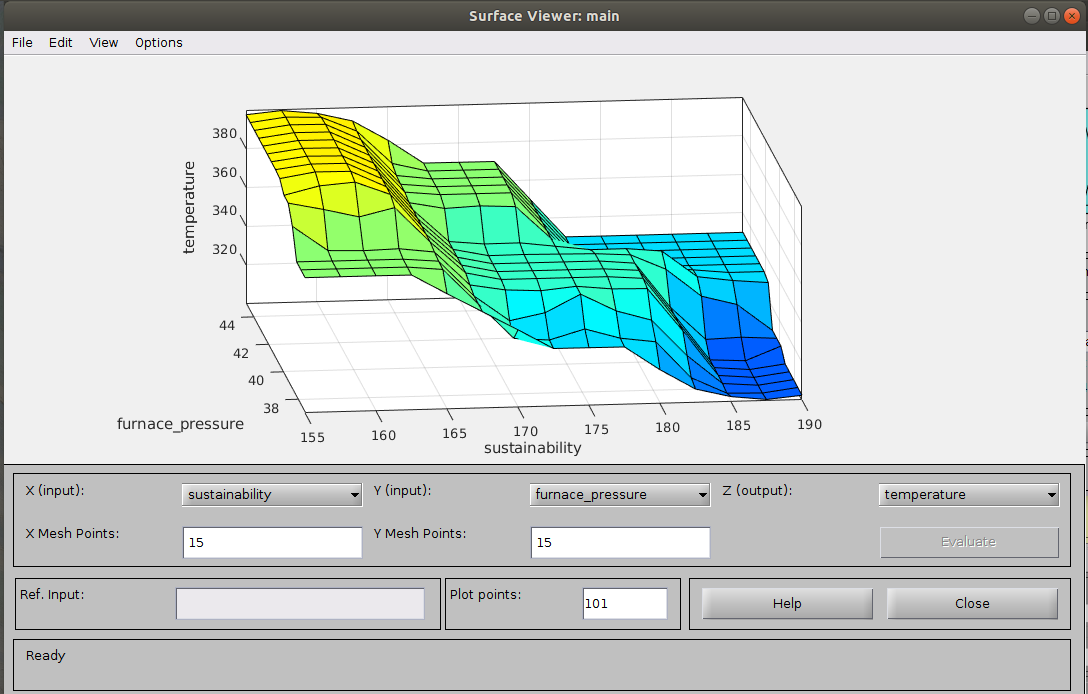 Surface Viewer: main
File Edit View Options
380
360
340
320
temperature
44
42
40
38
furnace_pressure
155 160 165 170 175 180 185 190
sustainability
X (input): sustainability Y (input): furnace_pressure Z (output): temperature
X Mesh Points: 15 Y Mesh Points: 15 Evaluate
Ref. Input: Plot points: 101 Help Close
Ready